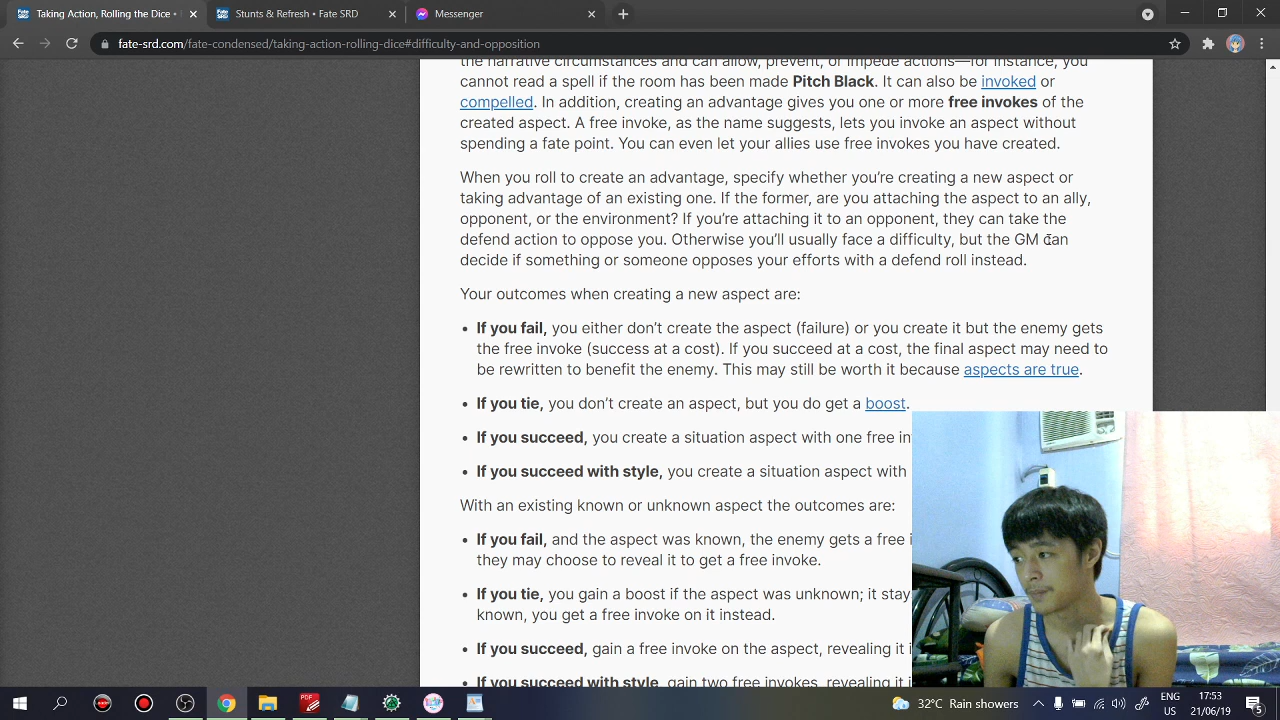 Taking Action, Rolling the Dice •
Stunts & Refresh • Fate SRD
Messenger
fate-srd.com/fate-condensed/taking-action-rolling-dice#difficulty-and-opposition
the narrative circumstances and can allow, prevent, or impede actions—for instance, you
cannot read a spell if the room has been made Pitch Black. It can also be invoked or
compelled. In addition, creating an advantage gives you one or more free invokes of the
created aspect. A free invoke, as the name suggests, lets you invoke an aspect without
spending a fate point. You can even let your allies use free invokes you have created.
When you roll to create an advantage, specify whether you’re creating a new aspect or
taking advantage of an existing one. If the former, are you attaching the aspect to an ally,
opponent, or the environment? If you’re attaching it to an opponent, they can take the
defend action to oppose you. Otherwise you’ll usually face a difficulty, but the GM can
decide if something or someone opposes your efforts with a defend roll instead.
Your outcomes when creating a new aspect are:
• If you fail, you either don’t create the aspect (failure) or you create it but the enemy gets
the free invoke (success at a cost). If you succeed at a cost, the final aspect may need to
be rewritten to benefit the enemy. This may still be worth it because aspects are true.
• If you tie, you don’t create an aspect, but you do get a boost.
• If you succeed, you create a situation aspect with one free in
• If you succeed with style, you create a situation aspect with
With an existing known or unknown aspect the outcomes are:
• If you fail, and the aspect was known, the enemy gets a free i
they may choose to reveal it to get a free invoke.
• If you tie, you gain a boost if the aspect was unknown; it stay
known, you get a free invoke on it instead.
• If you succeed, gain a free invoke on the aspect, revealing it i
• If you succeed with style, gain two free invokes, revealing it i
PDF
32°C Rain showers
ENG
US
17:53
21/06/19
5